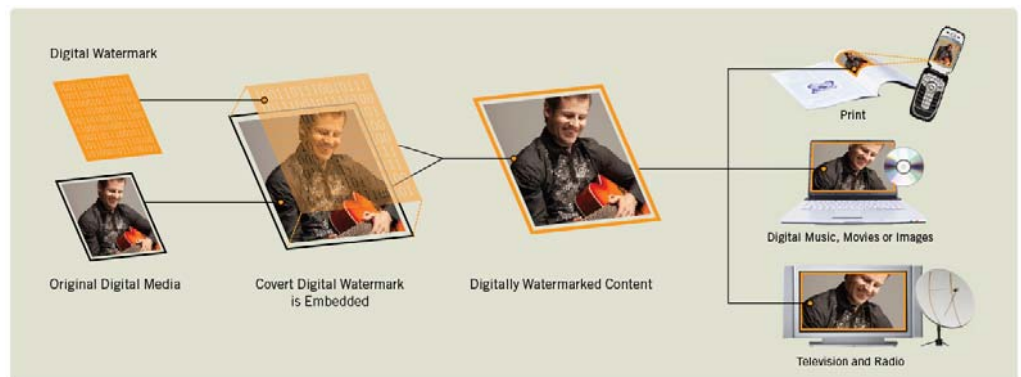 Digital Watermark
Original Digital Media
Covert Digital Watermark
is Embedded
Digitally Watermarked Content
Print
Digital Music, Movies or Images
Television and Radio